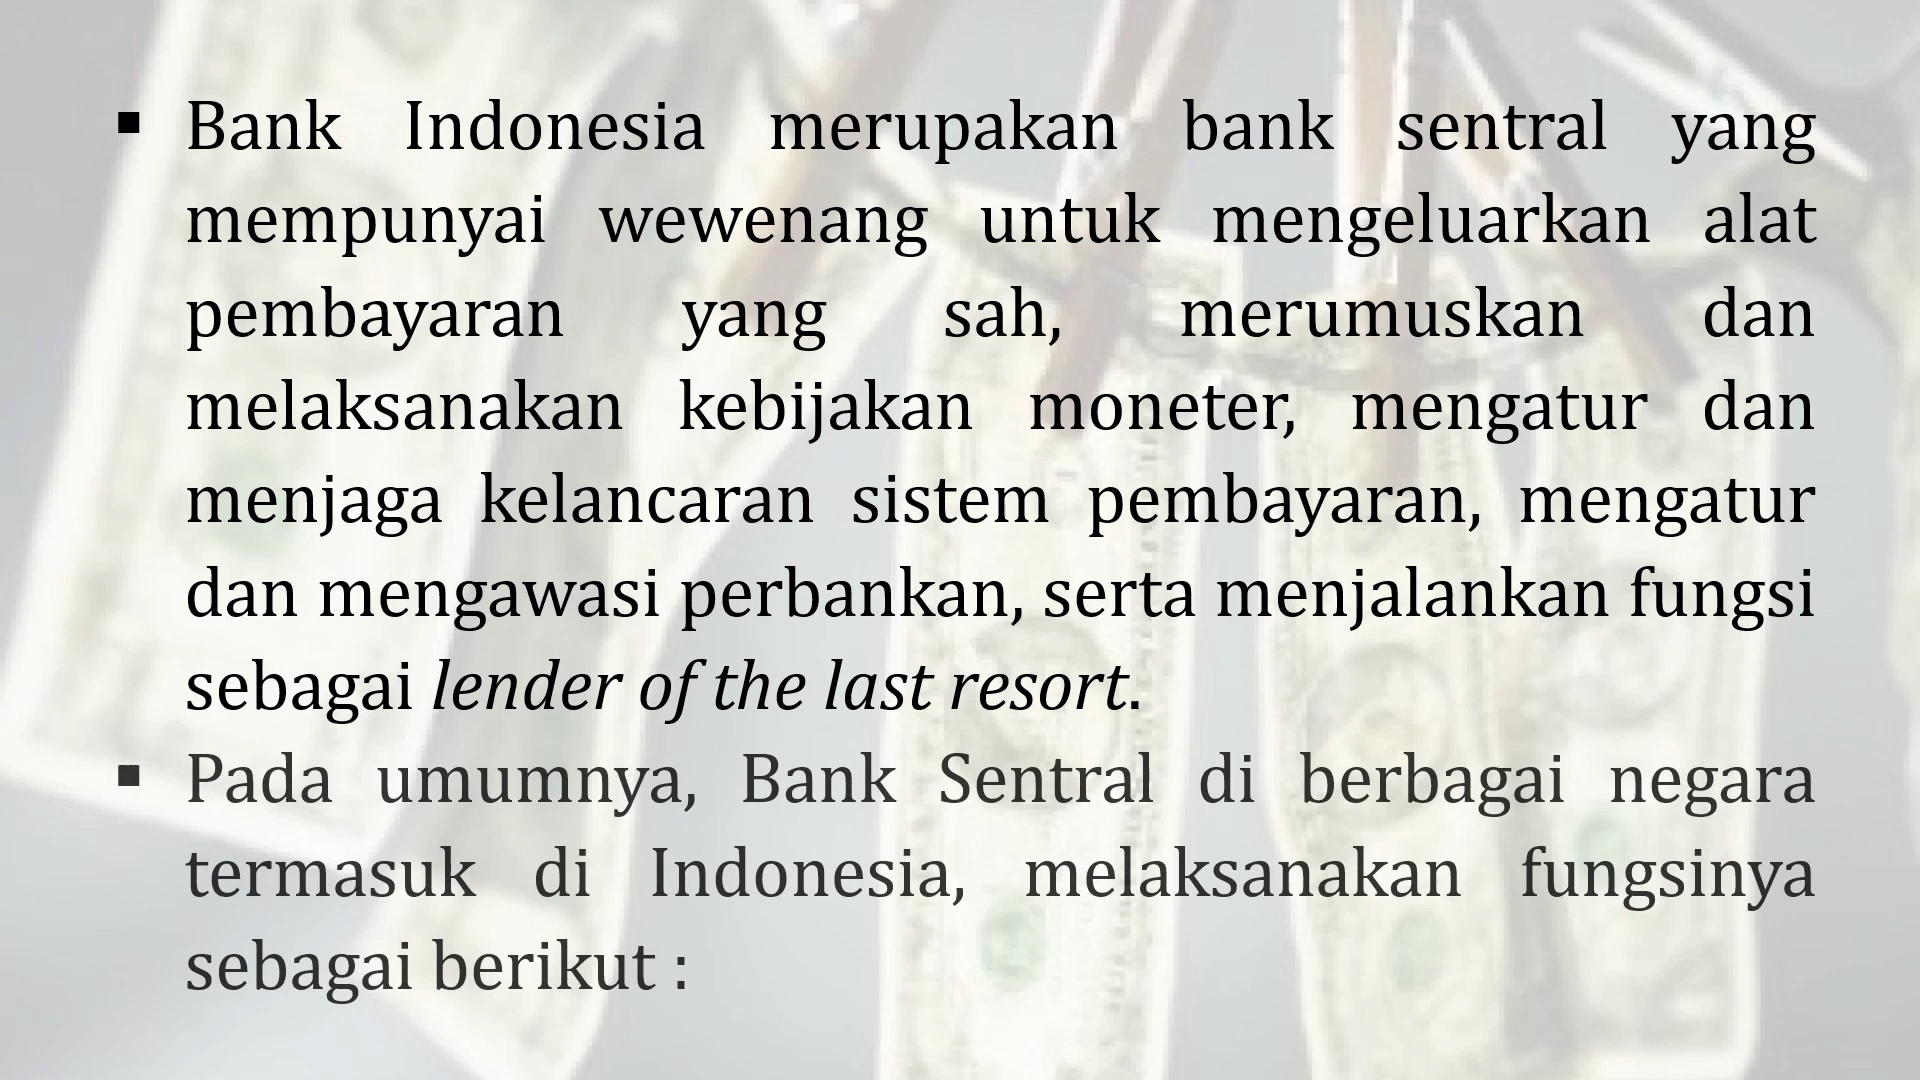 ▪ Bank Indonesia merupakan bank sentral yang
mempunyai wewenang untuk mengeluarkan alat
pembayaran yang sah, merumuskan dan
melaksanakan kebijakan moneter, mengatur dan
menjaga kelancaran sistem pembayaran, mengatur
dan mengawasi perbankan, serta menjalankan fungsi
sebagai lender of the last resort.
▪ Pada umumnya, Bank Sentral di berbagai negara
termasuk di Indonesia, melaksanakan fungsinya
sebagai berikut :